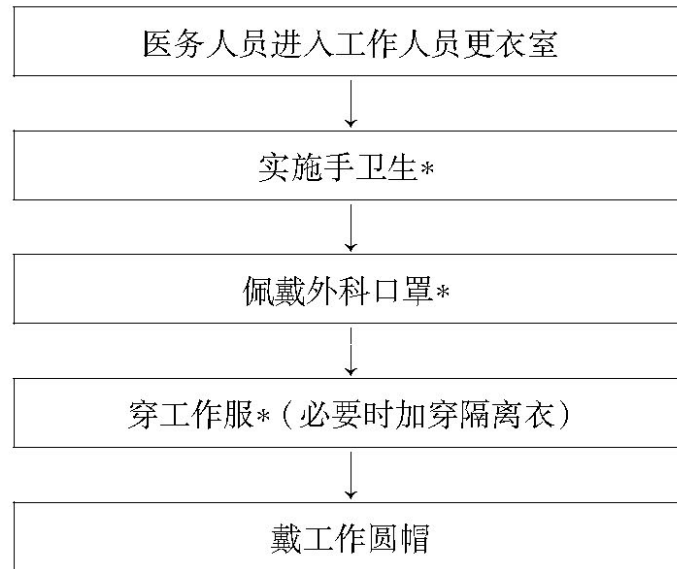 医务人员进入工作人员更衣室
实施手卫生*
佩戴外科口罩*
穿工作服*(必要时加穿隔离衣)
戴工作圆帽